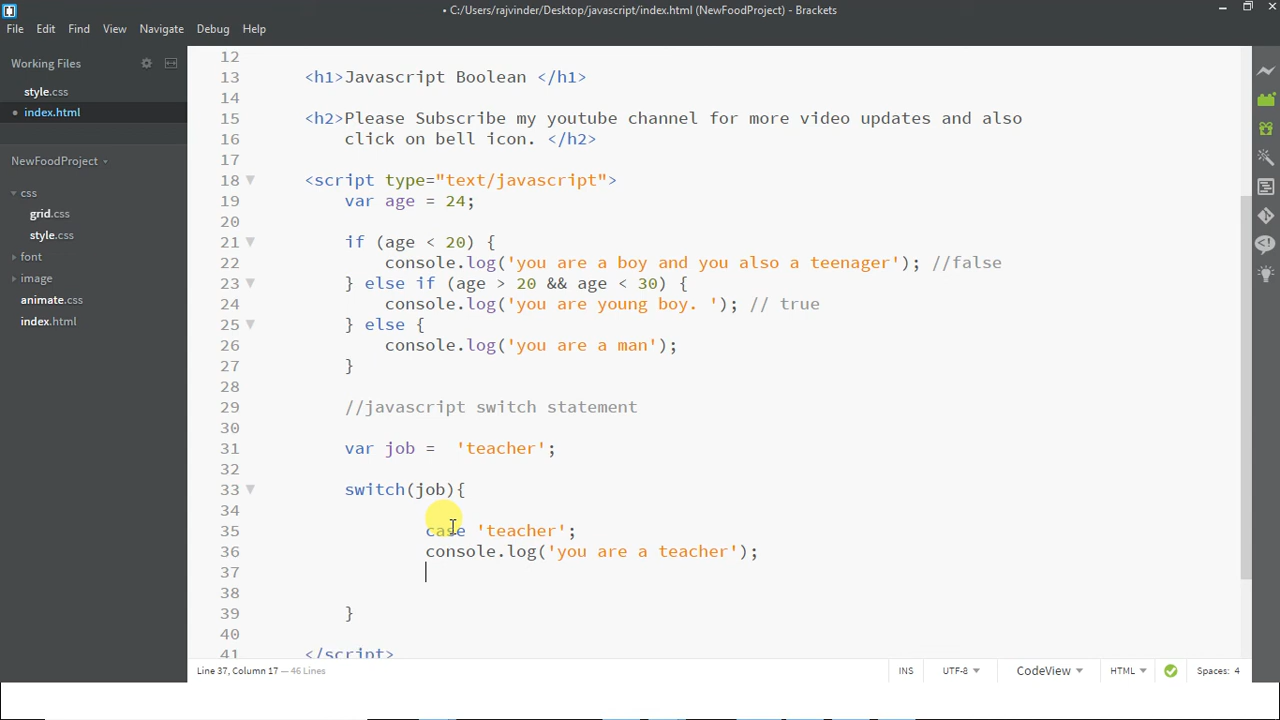 • C:/Users/rajvinder/Desktop/javascript/index.html (NewFoodProject) - Brackets
File Edit Find View Navigate Debug Help
Working Files
style.css
• index.html
NewFoodProject
css
grid.css
style.css
font
image
animate.css
index.html
12
13 <h1>Javascript Boolean </h1>
14
15 <h2>Please Subscribe my youtube channel for more video updates and also
16 click on bell icon. </h2>
17
18 <script type="text/javascript">
19 var age = 24;
20
21 if (age < 20) {
22 console.log('you are a boy and you also a teenager'); //false
23 } else if (age > 20 && age < 30) {
24 console.log('you are young boy. '); // true
25 } else {
26 console.log('you are a man');
27 }
28
29 //javascript switch statement
30
31 var job =  'teacher';
32
33 switch(job){
34
35 case 'teacher';
36 console.log('you are a teacher');
37
38
39 }
40
41 </script>
Line 37, Column 17 — 46 Lines
INS UTF-8 CodeView HTML Spaces: 4